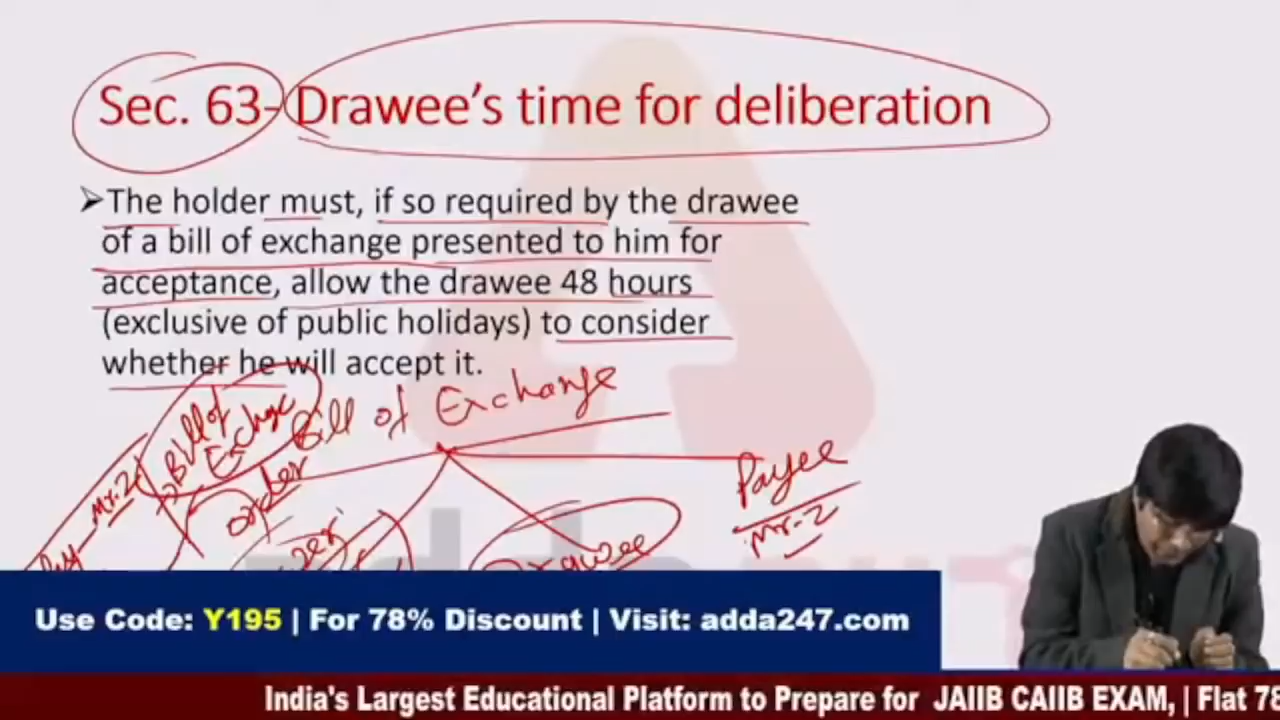 Sec. 63- Drawee's time for deliberation
➢The holder must, if so required by the drawee
of a bill of exchange presented to him for
acceptance, allow the drawee 48 hours
(exclusive of public holidays) to consider
whether he will accept it.
Bill of Exchange
Bill of
Exchge
order
Mr. Z
Payee
Mr-Z
Drawee
Use Code: Y195 | For 78% Discount | Visit: adda247.com
India's Largest Educational Platform to Prepare for JAIIB CAIIB EXAM, | Flat 78